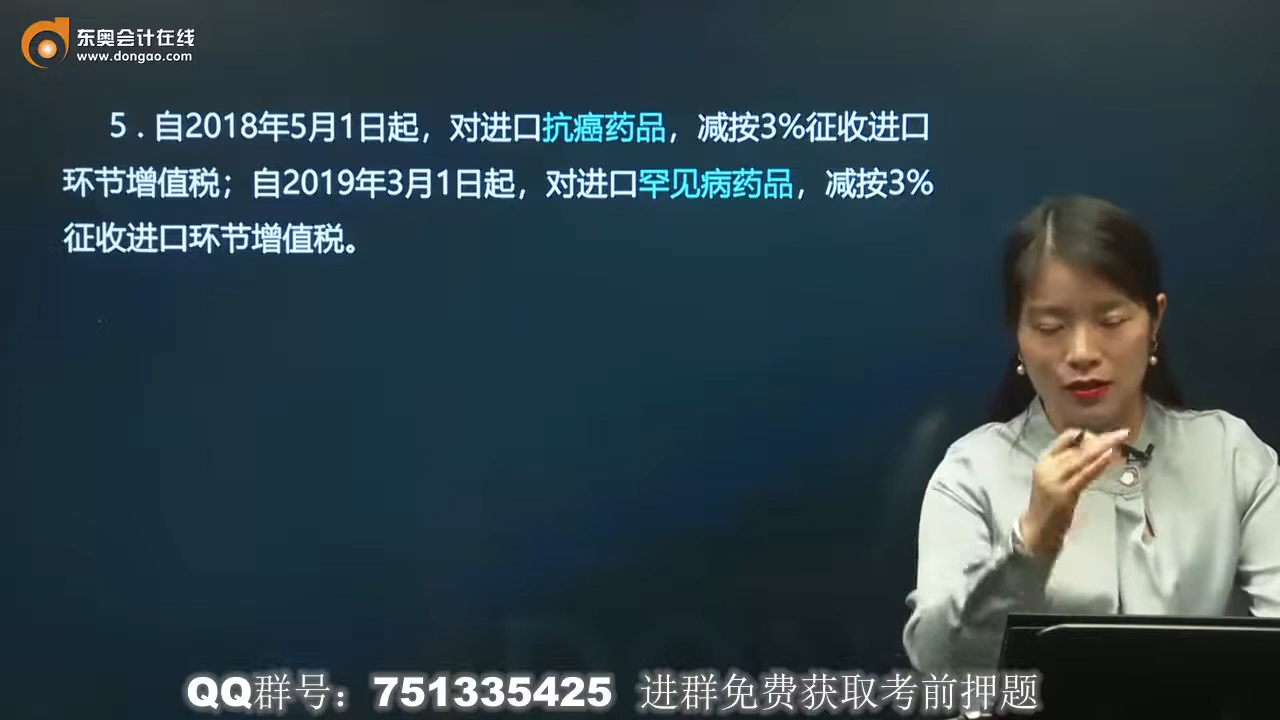 东奥会计在线
www.dongao.com
5．自2018年5月1日起，对进口抗癌药品，减按3%征收进口
环节增值税；自2019年3月1日起，对进口罕见病药品，减按3%
征收进口环节增值税。
QQ群号：751335425 进群免费获取考前押题